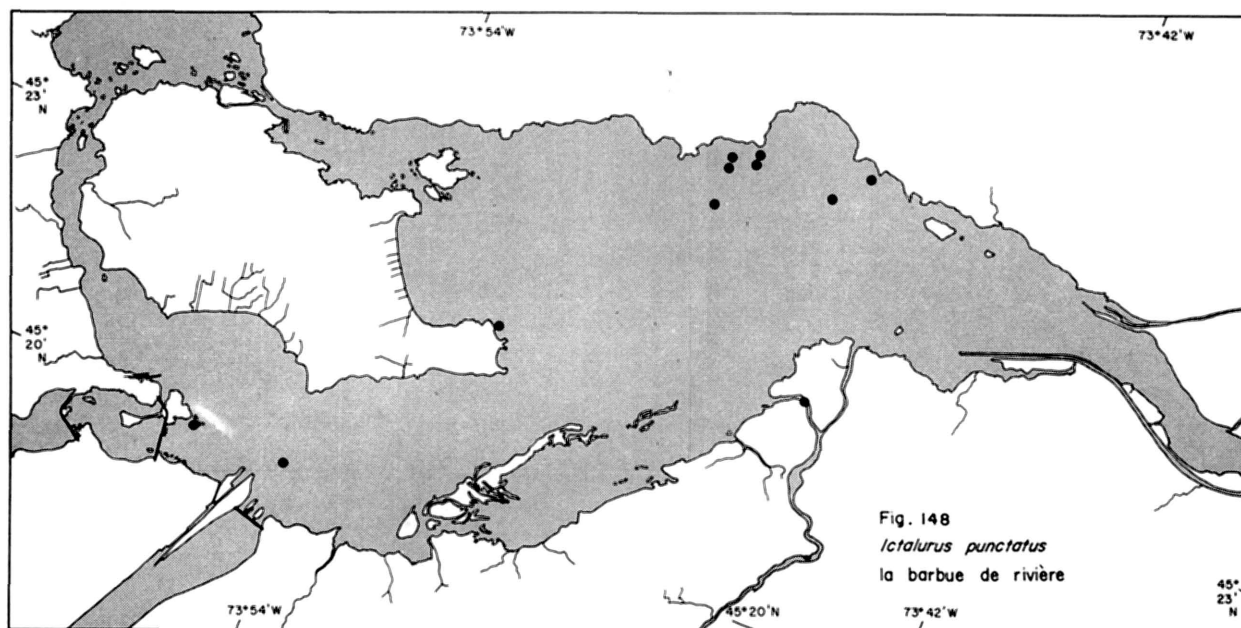 73°54'W
73°42'W
45°
23'
N
45°
20'
N
Fig. 148
Ictalurus punctatus
la barbue de rivière
73°54'W
45°20'N
73°42'W
45°
23'
N